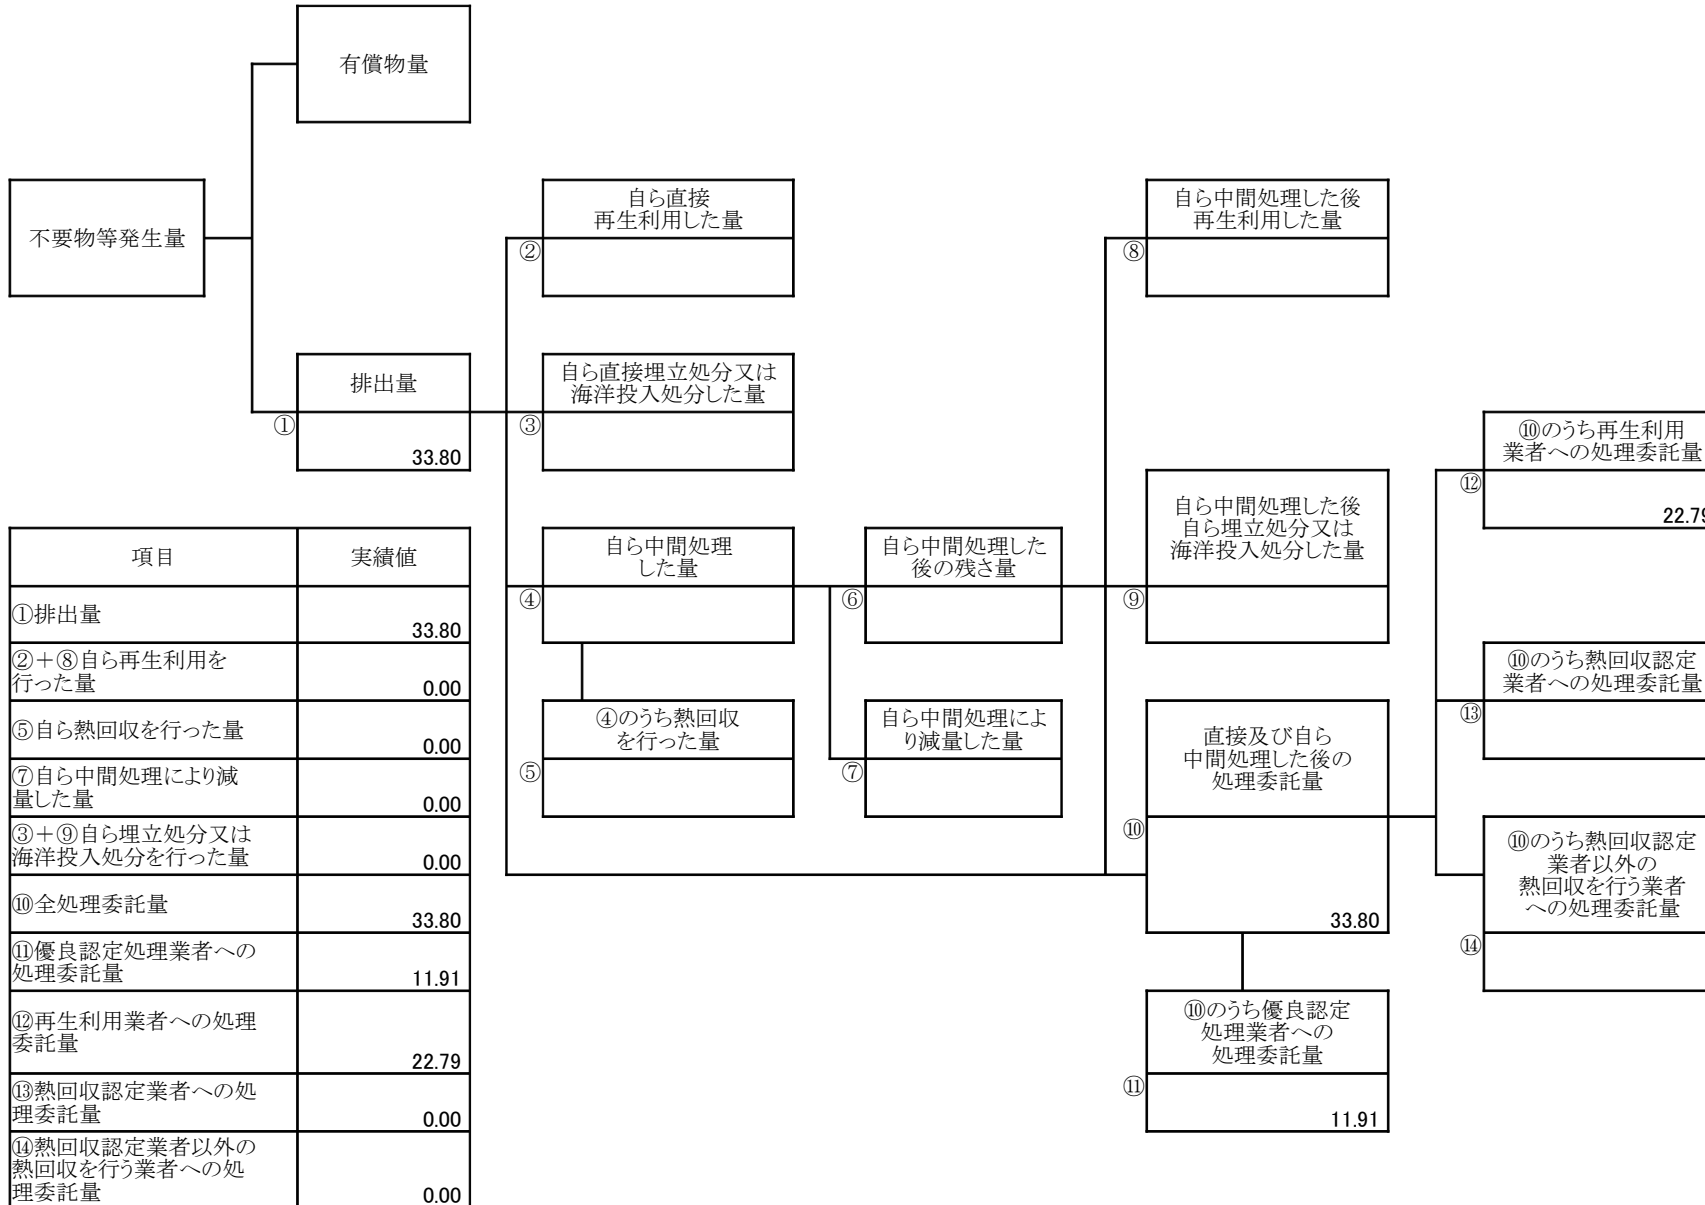 有償物量
不要物等発生量
自ら直接
再生利用した量
②
自ら中間処理した後
再生利用した量
⑧
排出量
①
33.80
自ら直接埋立処分又は
海洋投入処分した量
③
⑩のうち再生利用
業者への処理委託量
⑫
22.79
自ら中間処理
した量
④
自ら中間処理した
後の残さ量
⑥
自ら中間処理した後
自ら埋立処分又は
海洋投入処分した量
⑨
⑩のうち熱回収認定
業者への処理委託量
⑬
④のうち熱回収
を行った量
⑤
自ら中間処理によ
り減量した量
⑦
直接及び自ら
中間処理した後の
処理委託量
⑩
33.80
⑩のうち熱回収認定
業者以外の
熱回収を行う業者
への処理委託量
⑭
⑩のうち優良認定
処理業者への
処理委託量
⑪
11.91
項目
実績値
①排出量
33.80
②＋⑧自ら再生利用を
行った量
0.00
⑤自ら熱回収を行った量
0.00
⑦自ら中間処理により減
量した量
0.00
③＋⑨自ら埋立処分又は
海洋投入処分を行った量
0.00
⑩全処理委託量
33.80
⑪優良認定処理業者への
処理委託量
11.91
⑫再生利用業者への処理
委託量
22.79
⑬熱回収認定業者への処
理委託量
0.00
⑭熱回収認定業者以外の
熱回収を行う業者への処
理委託量
0.00